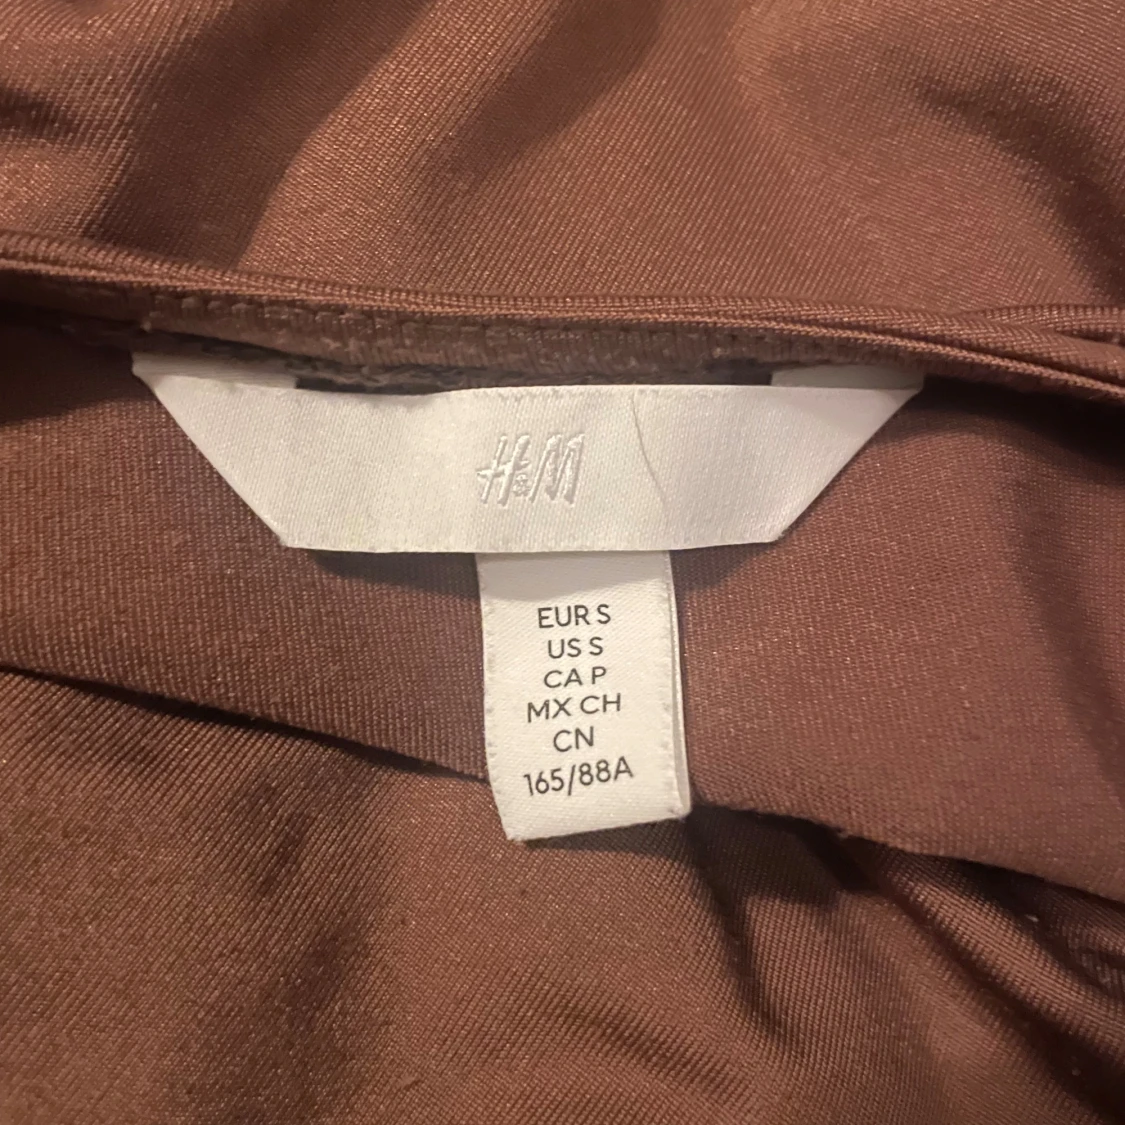 H&M
EUR S
US S
CA P
MX CH
CN
165/88A